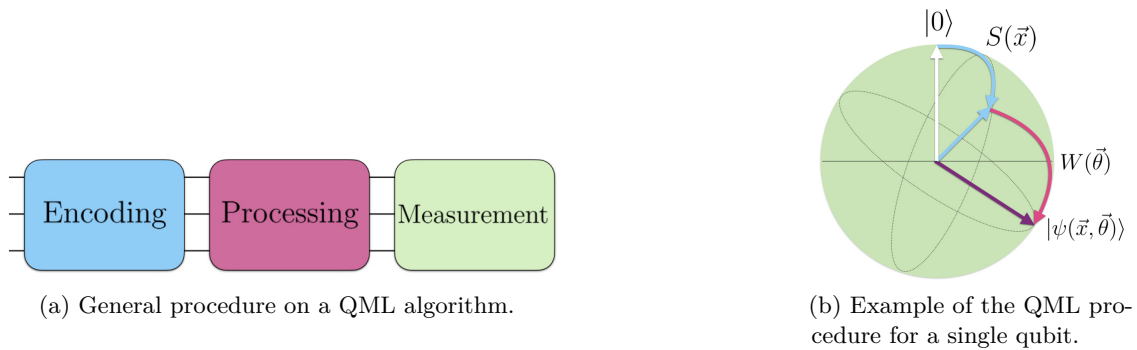 |0⟩
S(x⃗)
Encoding
Processing
Measurement
W(θ⃗)
|ψ(x⃗, θ⃗)⟩
(a) General procedure on a QML algorithm.
(b) Example of the QML pro-
cedure for a single qubit.